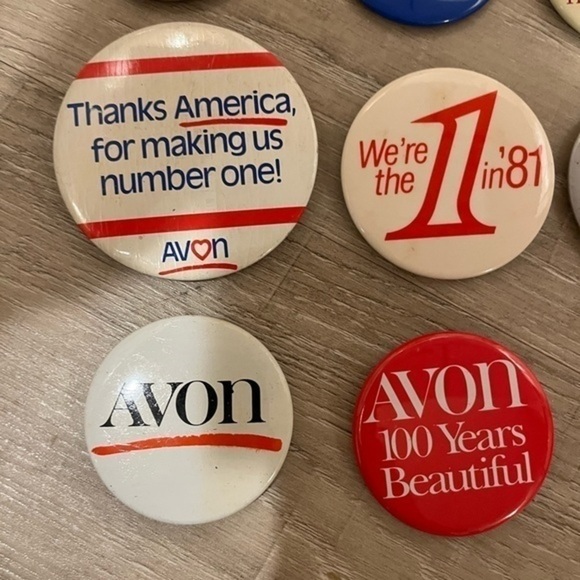 Thanks America,
for making us
number one!
AVON
We're
the
1
in '81
AVON
AVON
100 Years
Beautiful